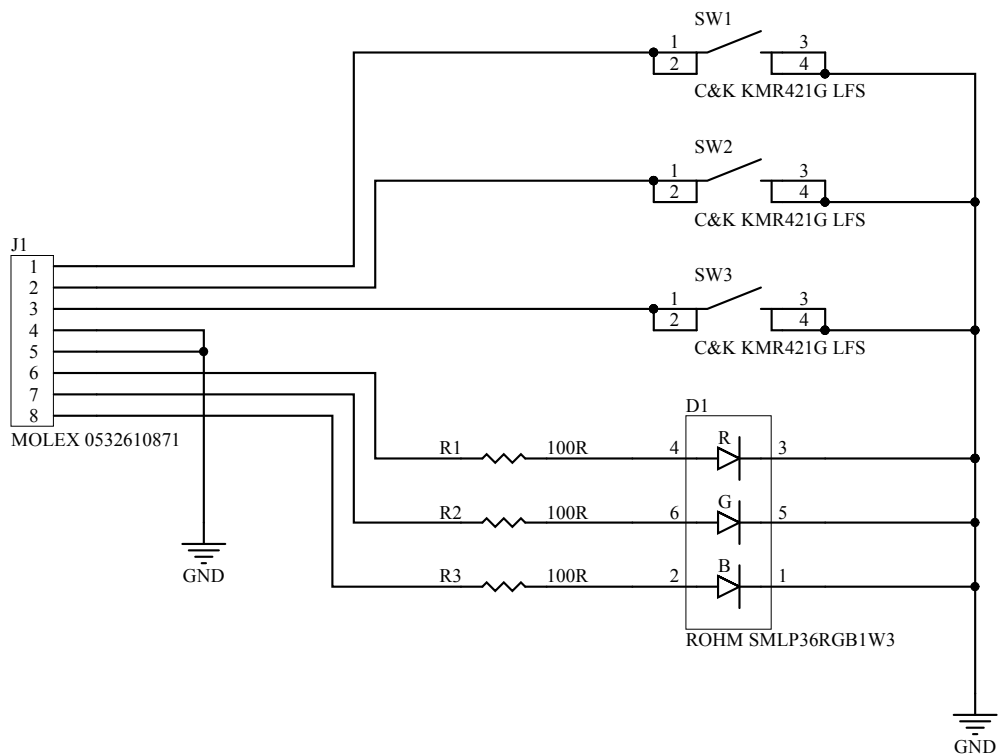 SW1
1 3
2 4
C&K KMR421G LFS
SW2
1 3
2 4
C&K KMR421G LFS
J1
1
2
3
4
5
6
7
8
MOLEX 0532610871
SW3
1 3
2 4
C&K KMR421G LFS
D1
R1 100R 4 R 3
R2 100R 6 G 5
R3 100R 2 B 1
ROHM SMLP36RGB1W3
GND
GND